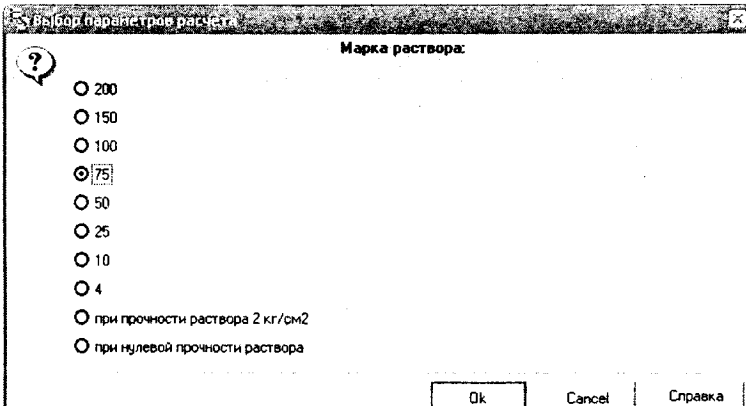 Выбор параметров расчета
Марка раствора:
200
150
100
75
50
25
10
4
при прочности раствора 2 кг/см2
при нулевой прочности раствора
Ok Cancel Справка